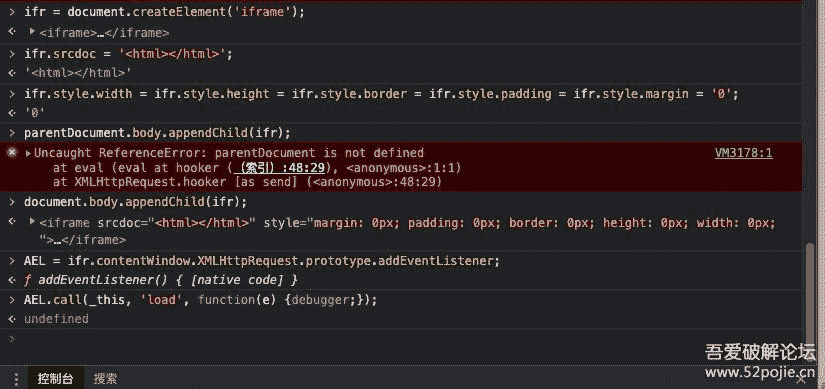 > ifr = document.createElement('iframe');
<· ▶<iframe>…</iframe>
> ifr.srcdoc = '<html></html>';
<· '<html></html>'
> ifr.style.width = ifr.style.height = ifr.style.border = ifr.style.padding = ifr.style.margin = '0';
<· '0'
> parentDocument.body.appendChild(ifr);
▶Uncaught ReferenceError: parentDocument is not defined VM3178:1
at eval (eval at hooker ((索引):48:29), <anonymous>:1:1)
at XMLHttpRequest.hooker [as send] (<anonymous>:48:29)
> document.body.appendChild(ifr);
<· ▶<iframe srcdoc="<html></html>" style="margin: 0px; padding: 0px; border: 0px; height: 0px; width: 0px;
">…</iframe>
> AEL = ifr.contentWindow.XMLHttpRequest.prototype.addEventListener;
<· ƒ addEventListener() { [native code] }
> AEL.call(_this, 'load', function(e) {debugger;});
<· undefined
>
吾爱破解论坛
www.52pojie.cn
控制台 搜索